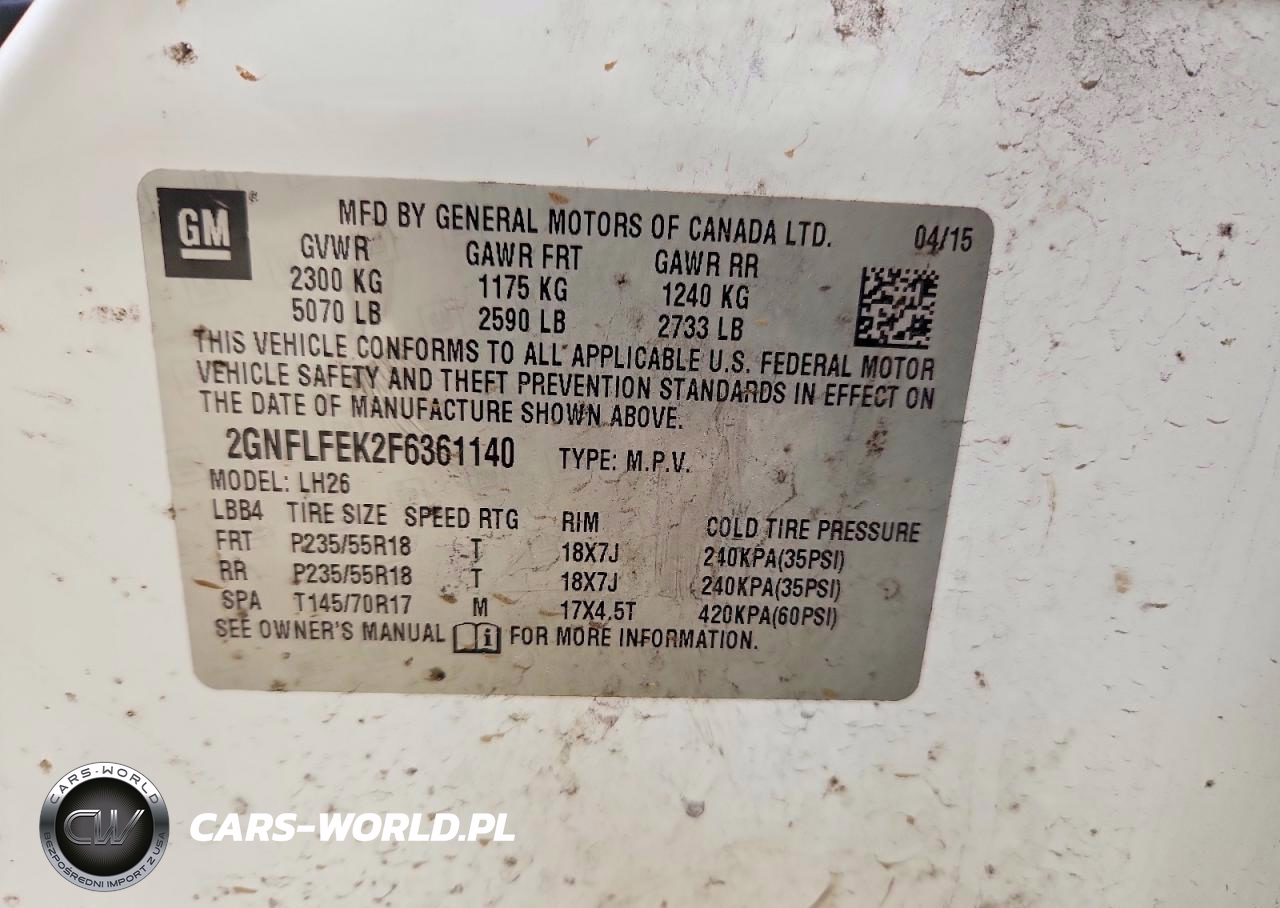 GM ®
MFD BY GENERAL MOTORS OF CANADA LTD. 04/15
GVWR GAWR FRT GAWR RR
2300 KG 1175 KG 1240 KG
5070 LB 2590 LB 2733 LB
THIS VEHICLE CONFORMS TO ALL APPLICABLE U.S. FEDERAL MOTOR
VEHICLE SAFETY AND THEFT PREVENTION STANDARDS IN EFFECT ON
THE DATE OF MANUFACTURE SHOWN ABOVE.
2GNFLFEK2F6361140 TYPE: M.P.V.
MODEL: LH26
LBB4 TIRE SIZE SPEED RTG RIM COLD TIRE PRESSURE
FRT P235/55R18 T 18X7J 240KPA(35PSI)
RR P235/55R18 T 18X7J 240KPA(35PSI)
SPA T145/70R17 M 17X4.5T 420KPA(60PSI)
SEE OWNER'S MANUAL i FOR MORE INFORMATION.
CARS-WORLD
CW
BEZPOŚREDNI IMPORT Z USA
CARS-WORLD.PL